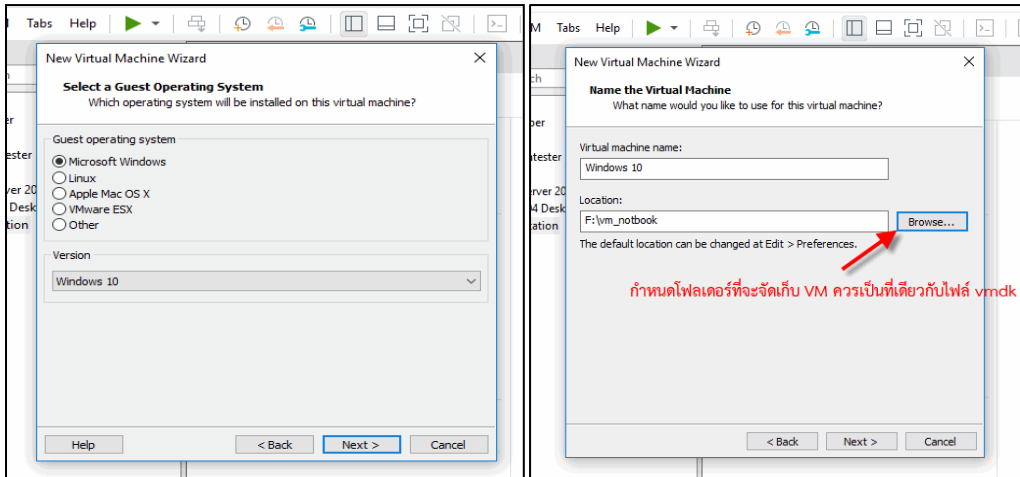 Tabs Help
New Virtual Machine Wizard
Select a Guest Operating System
Which operating system will be installed on this virtual machine?
Guest operating system
Microsoft Windows
Linux
Apple Mac OS X
VMware ESX
Other
Version
Windows 10
Help
< Back
Next >
Cancel
M Tabs Help
New Virtual Machine Wizard
Name the Virtual Machine
What name would you like to use for this virtual machine?
Virtual machine name:
Windows 10
Location:
F:\vm_notbook
Browse...
The default location can be changed at Edit > Preferences.
กำหนดโฟลเดอร์ที่จะจัดเก็บ VM ควรเป็นที่เดียวกับไฟล์ vmdk
< Back
Next >
Cancel